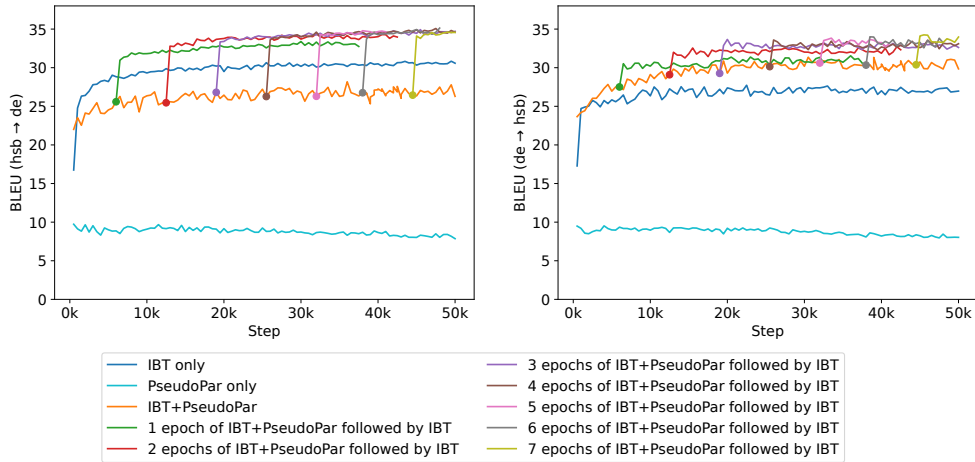 35
30
25
20
15
10
5
0
BLEU (hsb → de)
0k 10k 20k 30k 40k 50k
Step
35
30
25
20
15
10
5
0
BLEU (de → hsb)
0k 10k 20k 30k 40k 50k
Step
IBT only
PseudoPar only
IBT+PseudoPar
1 epoch of IBT+PseudoPar followed by IBT
2 epochs of IBT+PseudoPar followed by IBT
3 epochs of IBT+PseudoPar followed by IBT
4 epochs of IBT+PseudoPar followed by IBT
5 epochs of IBT+PseudoPar followed by IBT
6 epochs of IBT+PseudoPar followed by IBT
7 epochs of IBT+PseudoPar followed by IBT